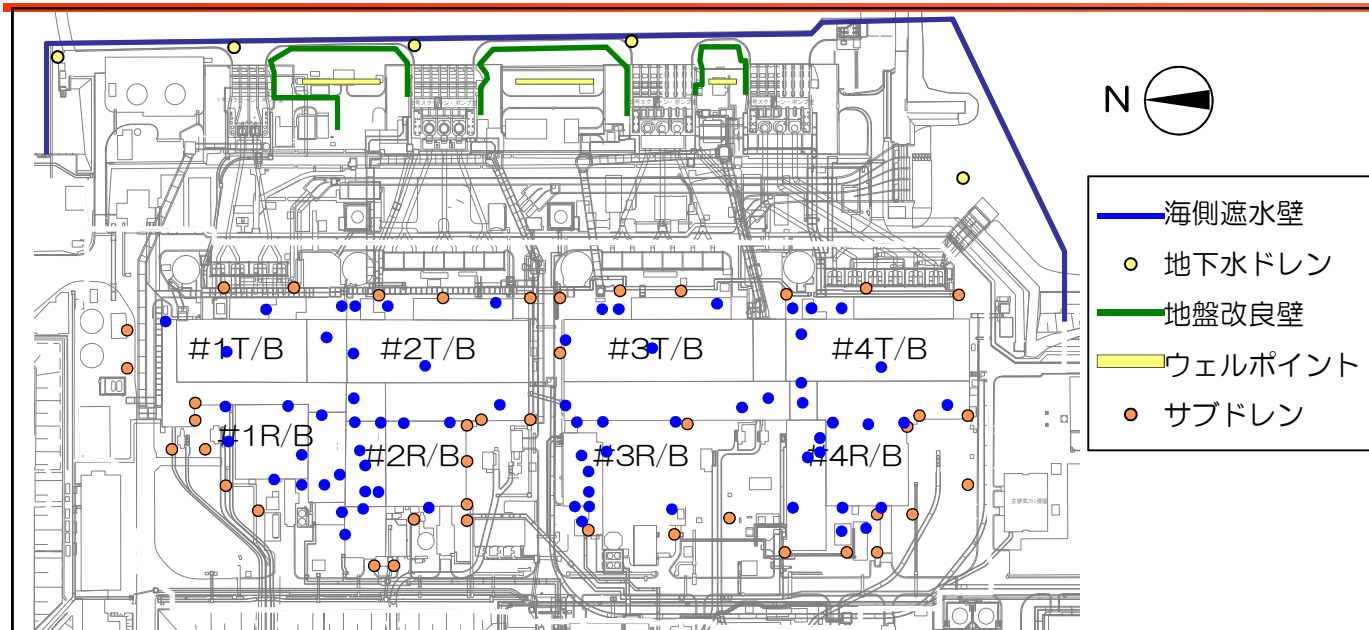 N
海側遮水壁
地下水ドレン
地盤改良壁
ウェルポイント
サブドレン
#1T/B #2T/B #3T/B #4T/B
#1R/B #2R/B #3R/B #4R/B